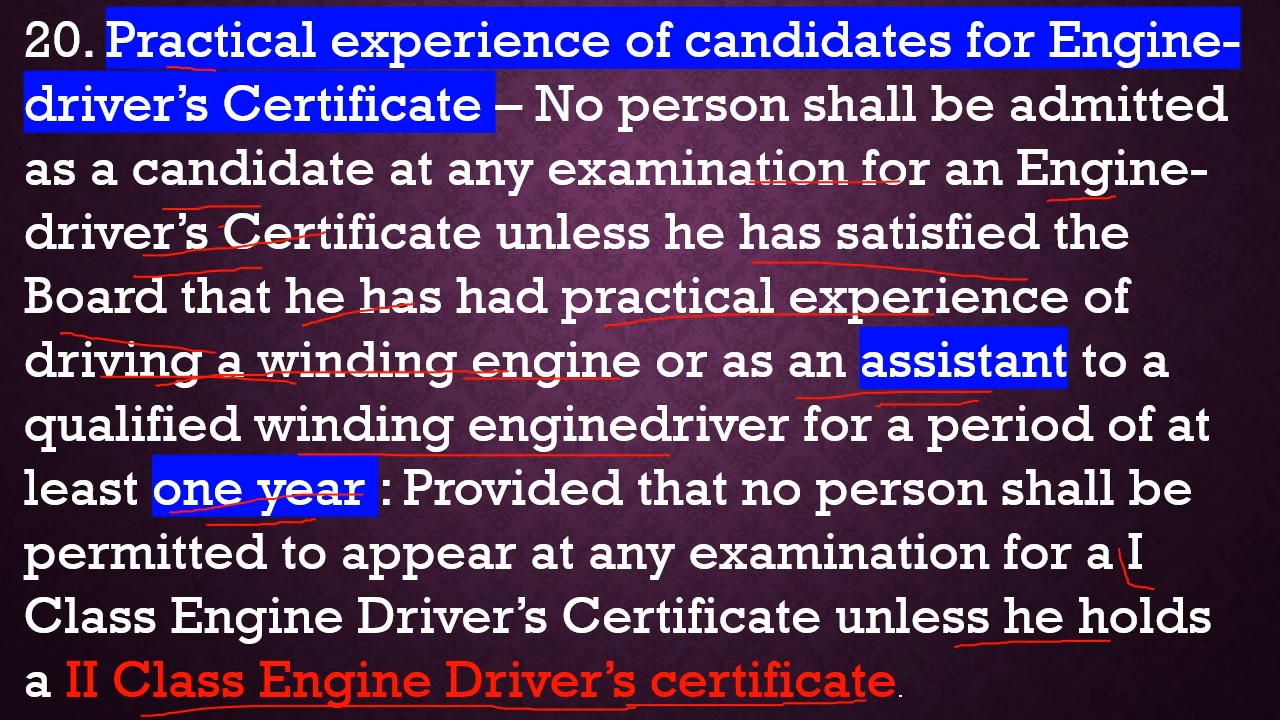 20. Practical experience of candidates for Engine-
driver’s Certificate – No person shall be admitted
as a candidate at any examination for an Engine-
driver’s Certificate unless he has satisfied the
Board that he has had practical experience of
driving a winding engine or as an assistant to a
qualified winding enginedriver for a period of at
least one year : Provided that no person shall be
permitted to appear at any examination for a I
Class Engine Driver’s Certificate unless he holds
a II Class Engine Driver’s certificate.